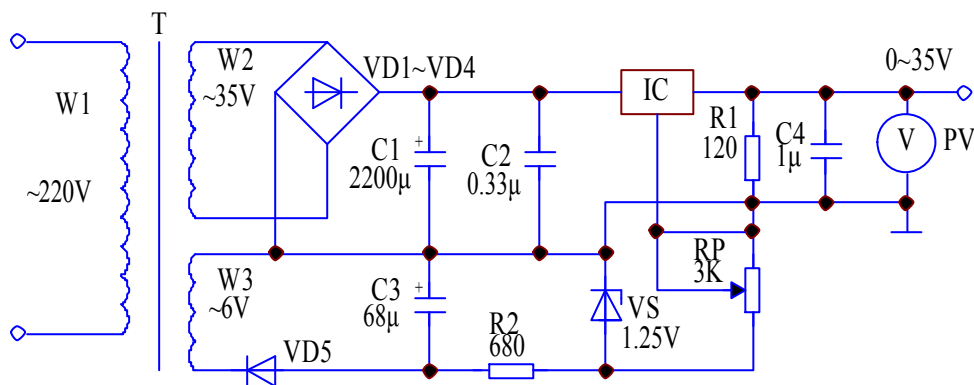 T
W1
~220V
W2
~35V
VD1~VD4
IC
0~35V
C1
2200μ
C2
0.33μ
R1
120
C4
1μ
V
PV
W3
~6V
C3
68μ
VD5
R2
680
VS
1.25V
RP
3K
+
+